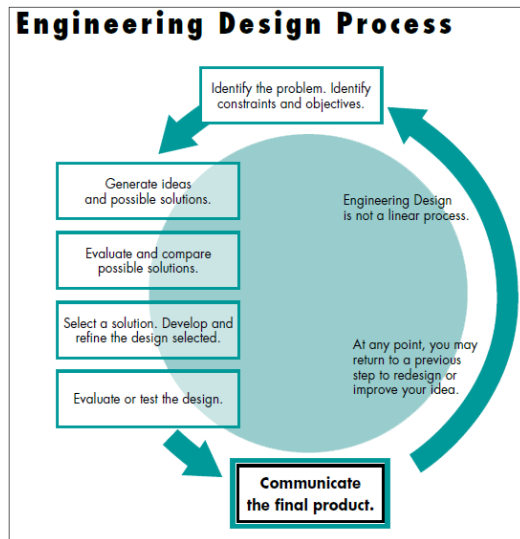 Engineering Design Process
Identify the problem. Identify
constraints and objectives.
Generate ideas
and possible solutions.
Evaluate and compare
possible solutions.
Select a solution. Develop and
refine the design selected.
Evaluate or test the design.
Communicate
the final product.
Engineering Design
is not a linear process.
At any point, you may
return to a previous
step to redesign or
improve your idea.